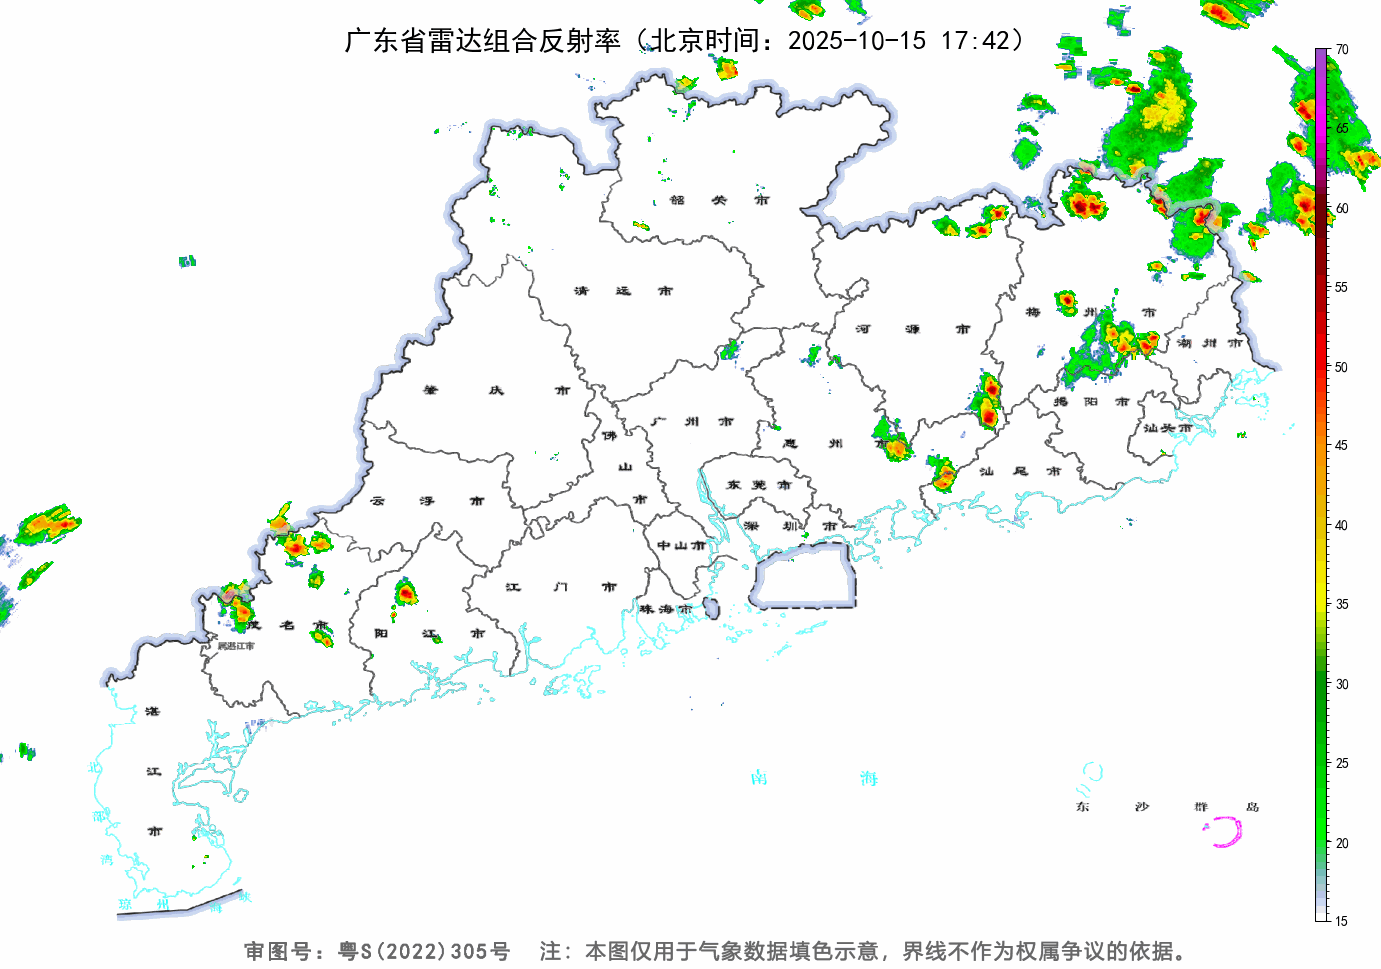 广东省雷达组合反射率（北京时间：2025-10-15 17:42）
70
65
60
55
50
45
40
35
30
25
20
15
韶关市
清远市
河源市
梅州市
潮州市
肇庆市
广州市
佛山市
惠州市
揭阳市
汕头市
汕尾市
云浮市
东莞市
深圳市
中山市
江门市
珠海市
茂名市
阳江市
属湛江市
湛江市
北部湾
琼州海峡
南海
东沙群岛
审图号：粤S(2022)305号 注：本图仅用于气象数据填色示意，界线不作为权属争议的依据。